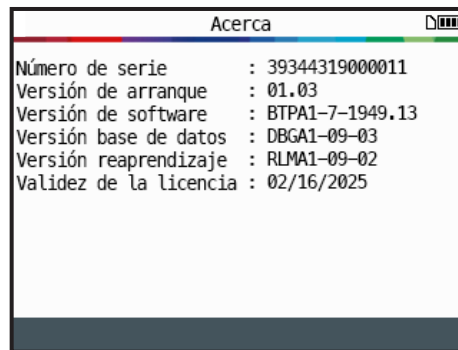 Acerca
Número de serie : 39344319000011
Versión de arranque : 01.03
Versión de software : BTPA1-7-1949.13
Versión base de datos : DBGA1-09-03
Versión reaprendizaje : RLMA1-09-02
Validez de la licencia : 02/16/2025